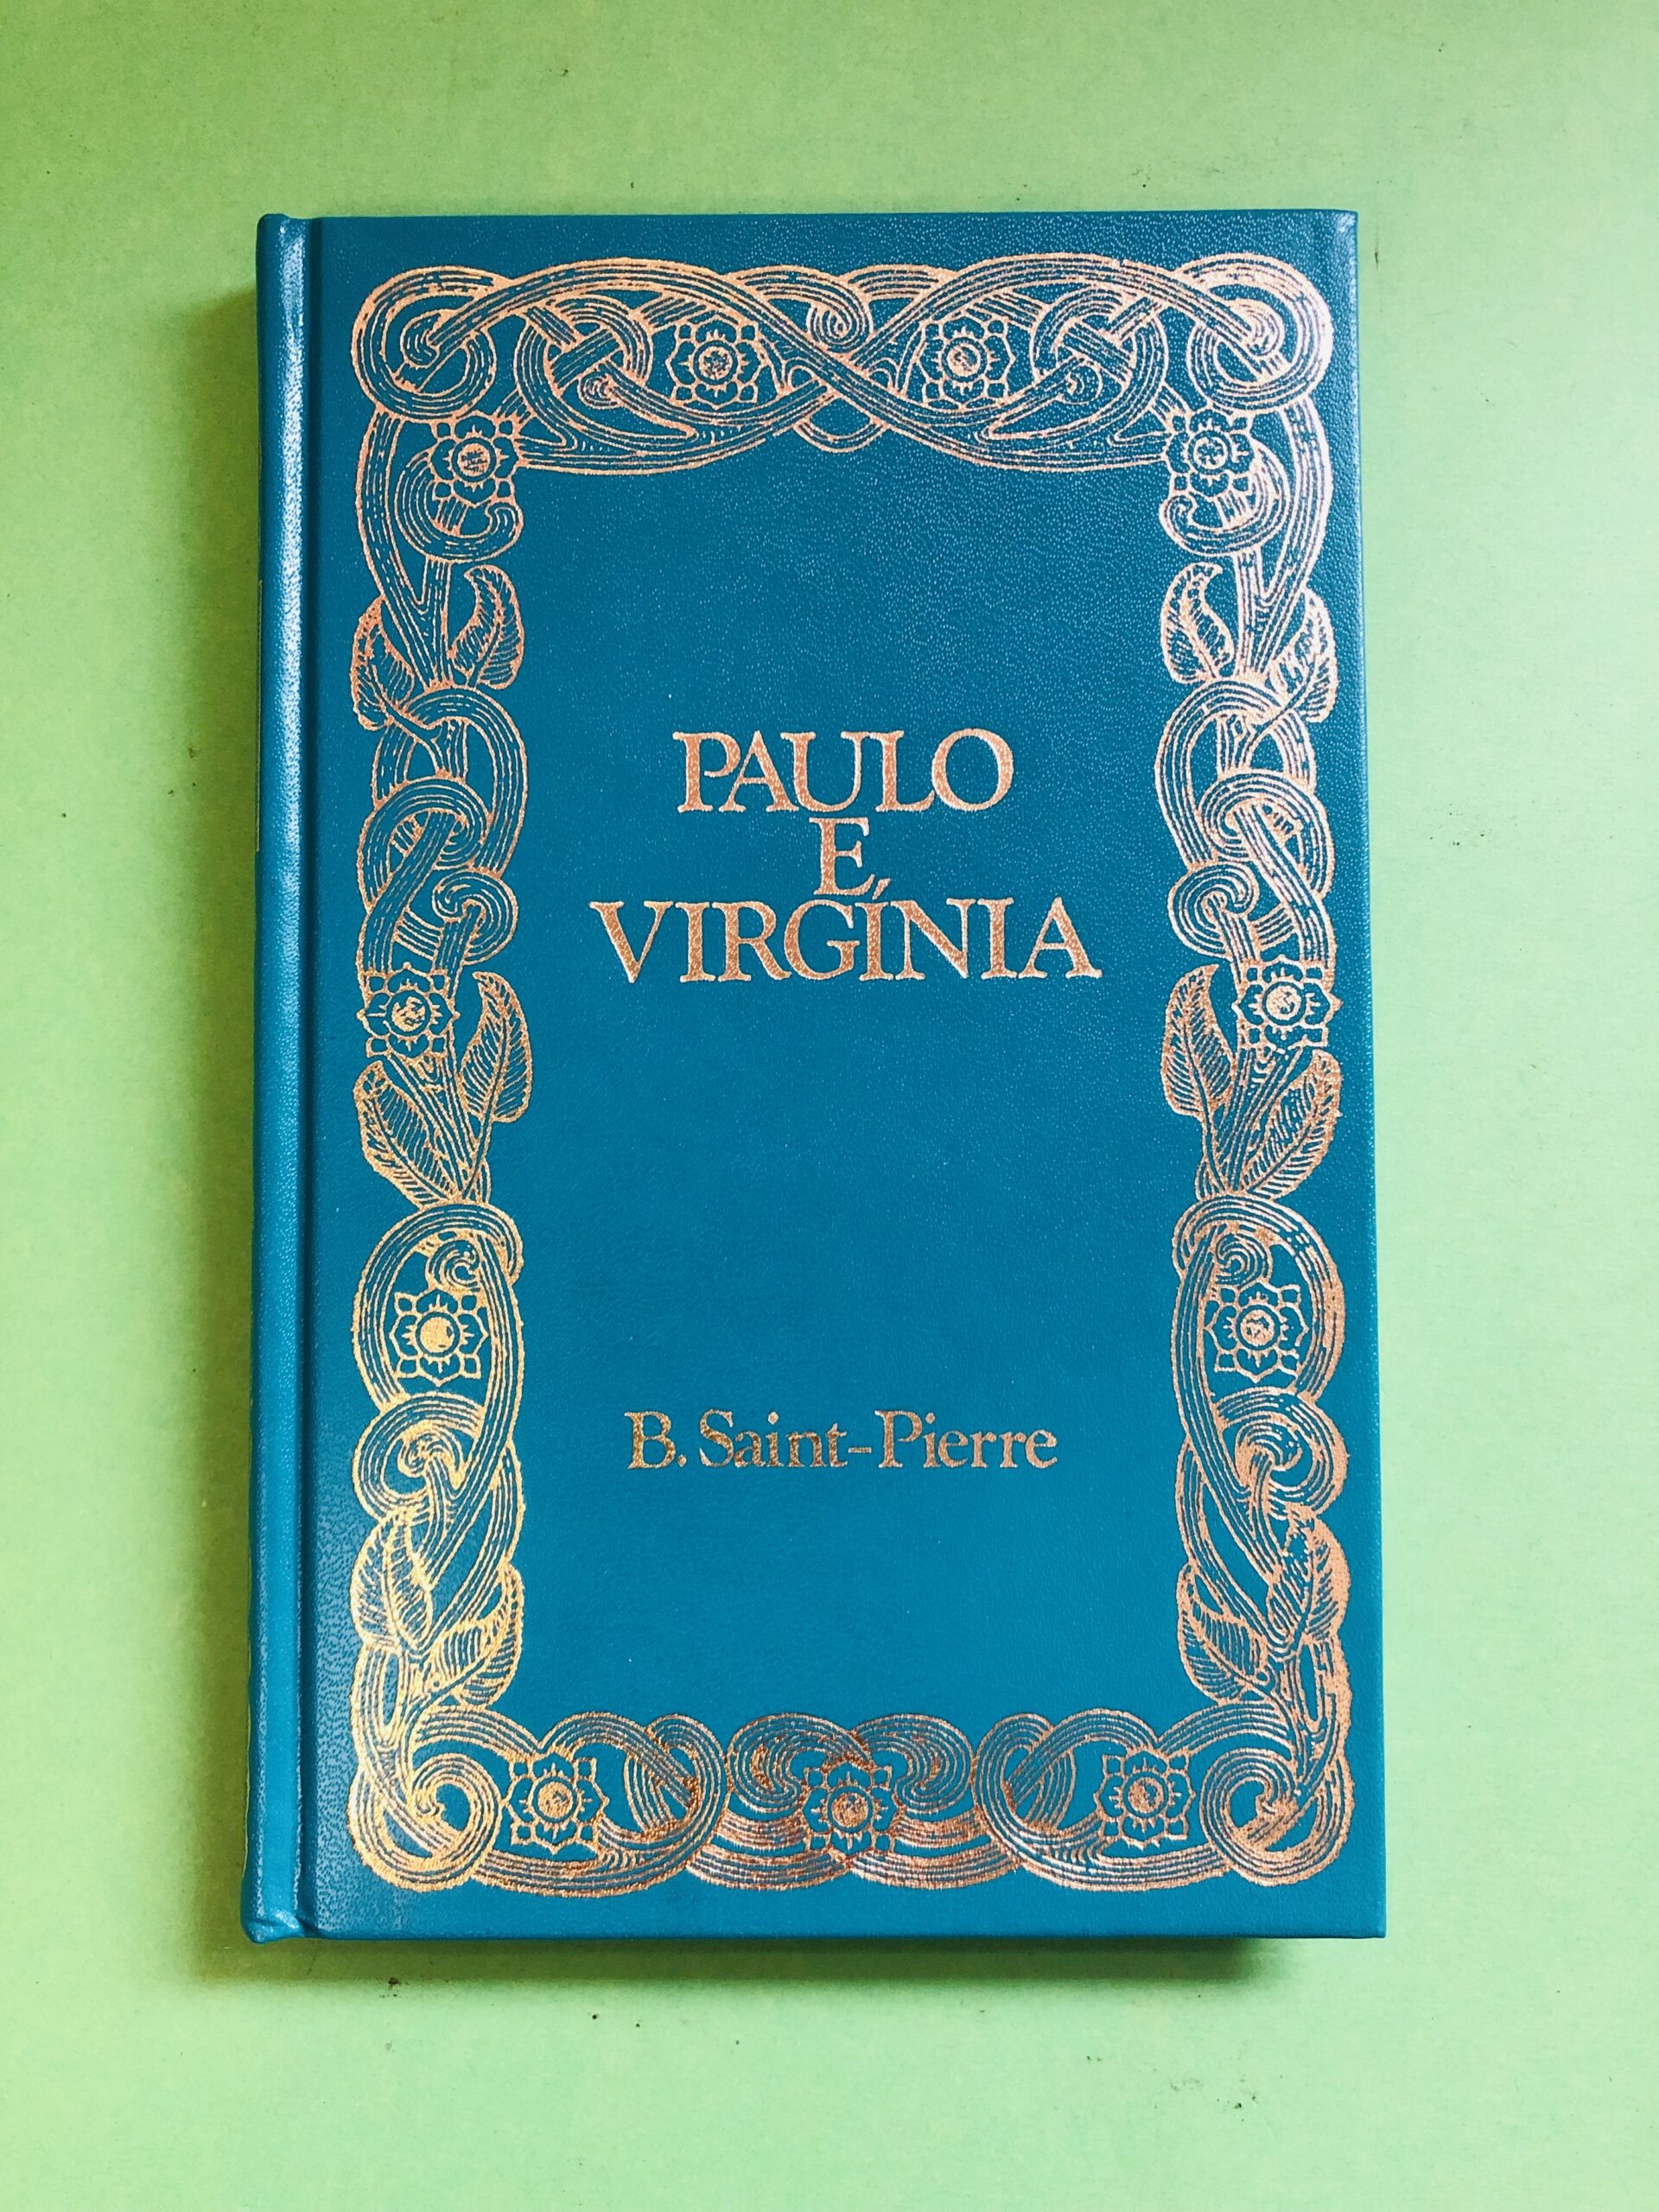 PAULO
E
VIRGÍNIA
B. Saint-Pierre